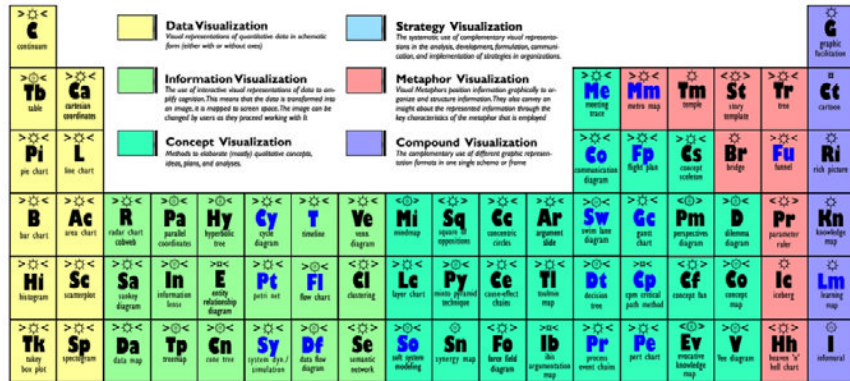 > ☼ <
C
continuum
Data Visualization
Visual representations of quantitative data in schematic
form (either with or without axes)
Strategy Visualization
The systematic use of complementary visual representa-
tions in the analysis, development, formulation, communi-
cation, and implementation of strategies in organizations.
G
graphic
facilitation
Tb
table
Ca
cartesian
coordinates
Information Visualization
The use of interactive visual representations of data to am-
plify cognition. This means that the data is transformed into
an image, it is mapped to screen space. The image can be
changed by users as they proceed working with it
Metaphor Visualization
Visual Metaphors position information graphically to or-
ganize and structure information. They also convey an
insight about the represented information through the
key characteristics of the metaphor that is employed
Me
meeting
trace
Mm
metro map
Tm
temple
St
story
template
Tr
tree
Ct
cartoon
Pi
pie chart
L
line chart
Concept Visualization
Methods to elaborate (mostly) qualitative concepts,
ideas, plans, and analyses.
Compound Visualization
The complementary use of different graphic represen-
tation formats in one single schema or frame
Co
communication
diagram
Fp
flight plan
Cs
concept
sceleton
Br
bridge
Fu
funnel
Ri
rich picture
B
bar chart
Ac
area chart
R
radar chart
cobweb
Pa
parallel
coordinates
Hy
hyperbolic
tree
Cy
cycle
diagram
T
timeline
Ve
venn
diagram
Mi
mindmap
Sq
square of
oppositions
Cc
concentric
circles
Ar
argument
slide
Sw
swim lane
diagram
Gc
gantt
chart
Pm
perspectives
diagram
D
dilemma
diagram
Pr
parameter
ruler
Kn
knowledge
map
Hi
histogram
Sc
scatterplot
Sa
sankey
diagram
In
information
lense
E
entity
relationship
diagram
Pt
petri net
Fl
flow chart
Cl
clustering
Lc
layer chart
Py
minto pyramid
technique
Ce
cause-effect
chains
Tl
toulmin
map
Dt
decision
tree
Cp
cpm critical
path method
Cf
concept fan
Co
concept
map
Ic
iceberg
Lm
learning
map
Tk
tukey
box plot
Sp
spectogram
Da
data map
Tp
treemap
Cn
cone tree
Sy
system dyn./
simulation
Df
data flow
diagram
Se
semantic
network
So
soft system
modeling
Sn
synergy map
Fo
force field
diagram
Ib
ibis
argumentation
map
Pr
process
event chains
Pe
pert chart
Ev
evocative
knowledge map
V
Vee diagram
Hh
heaven 'n'
hell chart
I
infomural